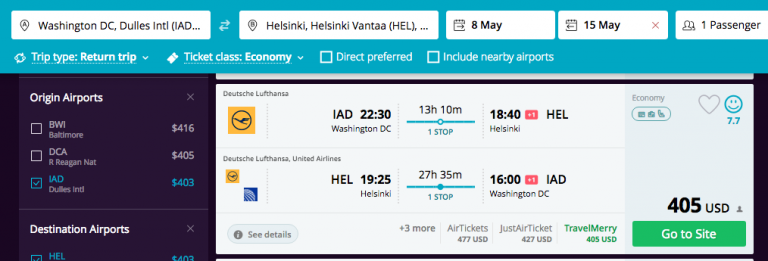 Washington DC, Dulles Intl (IAD...
Helsinki, Helsinki Vantaa (HEL), ...
8 May
15 May
1 Passenger
Trip type: Return trip
Ticket class: Economy
Direct preferred
Include nearby airports
Origin Airports
BWI $416
Baltimore
DCA $405
R Reagan Nat
IAD $403
Dulles Intl
Destination Airports
HEL $403
Deutsche Lufthansa
IAD 22:30 13h 10m 18:40 +1 HEL
Washington DC 1 STOP Helsinki
Deutsche Lufthansa, United Airlines
HEL 19:25 27h 35m 16:00 +1 IAD
Helsinki 1 STOP Washington DC
See details
+3 more
AirTickets
477 USD
JustAirTicket
427 USD
TravelMerry
405 USD
Economy
7.7
405 USD
Go to Site